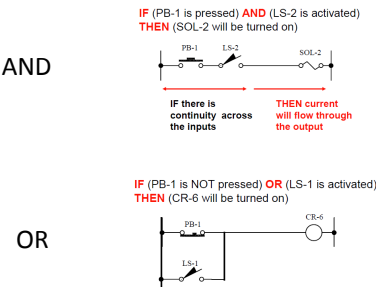 IF (PB-1 is pressed) AND (LS-2 is activated)
THEN (SOL-2 will be turned on)
AND
PB-1 LS-2 SOL-2
IF there is
continuity across
the inputs
THEN current
will flow through
the output
IF (PB-1 is NOT pressed) OR (LS-1 is activated)
THEN (CR-6 will be turned on)
OR
PB-1 CR-6
LS-1